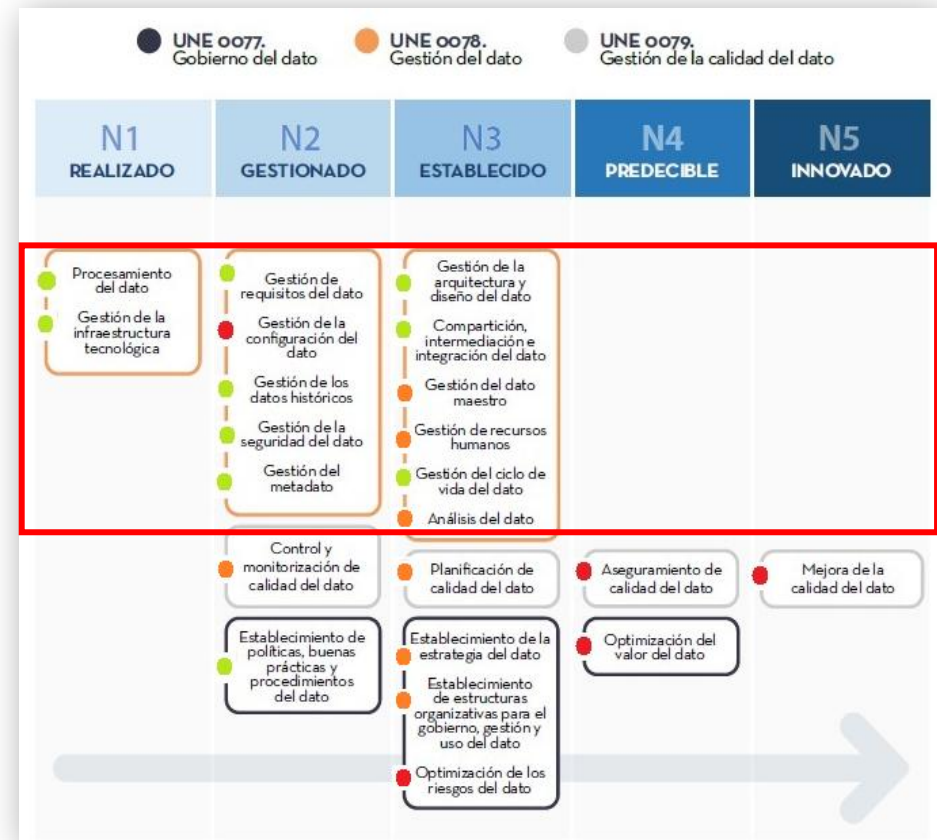 UNE 0077.
Gobierno del dato
UNE 0078.
Gestión del dato
UNE 0079.
Gestión de la calidad del dato
N1
REALIZADO
N2
GESTIONADO
N3
ESTABLECIDO
N4
PREDECIBLE
N5
INNOVADO
Procesamiento
del dato
Gestión de la
infraestructura
tecnológica
Gestión de
requisitos del dato
Gestión de la
configuración del
dato
Gestión de los
datos históricos
Gestión de la
seguridad del dato
Gestión del
metadato
Gestión de la
arquitectura y
diseño del dato
Compartición,
intermediación e
integración del dato
Gestión del dato
maestro
Gestión de recursos
humanos
Gestión del ciclo de
vida del dato
Análisis del dato
Control y
monitorización de
calidad del dato
Planificación de
calidad del dato
Aseguramiento de
calidad del dato
Mejora de la
calidad del dato
Establecimiento de
políticas, buenas
prácticas y
procedimientos
del dato
Establecimiento de la
estrategia del dato
Establecimiento
de estructuras
organizativas para el
gobierno, gestión y
uso del dato
Optimización de los
riesgos del dato
Optimización del
valor del dato